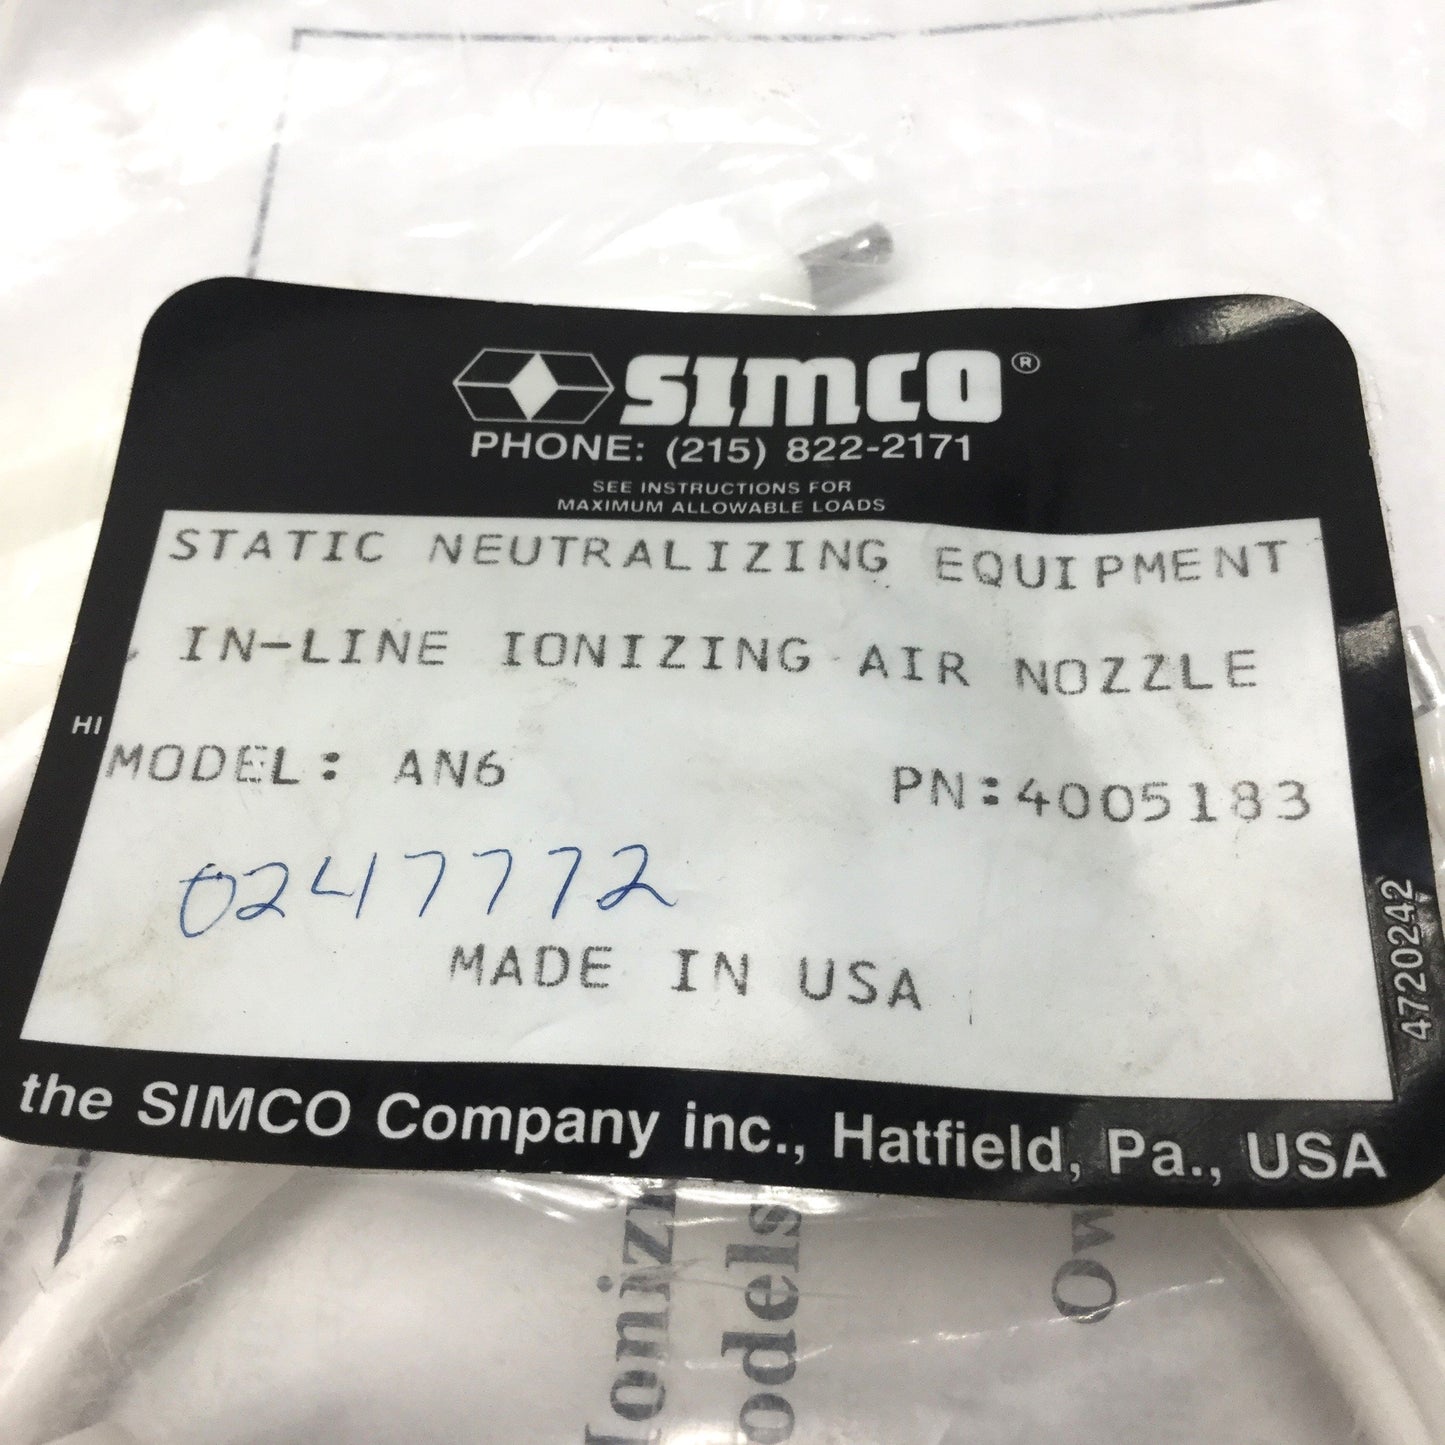 SIMCO®
PHONE: (215) 822-2171
SEE INSTRUCTIONS FOR
MAXIMUM ALLOWABLE LOADS
STATIC NEUTRALIZING EQUIPMENT
IN-LINE IONIZING AIR NOZZLE
HI
MODEL: AN6 PN:4005183
0247772
MADE IN USA
4720242
the SIMCO Company inc., Hatfield, Pa., USA